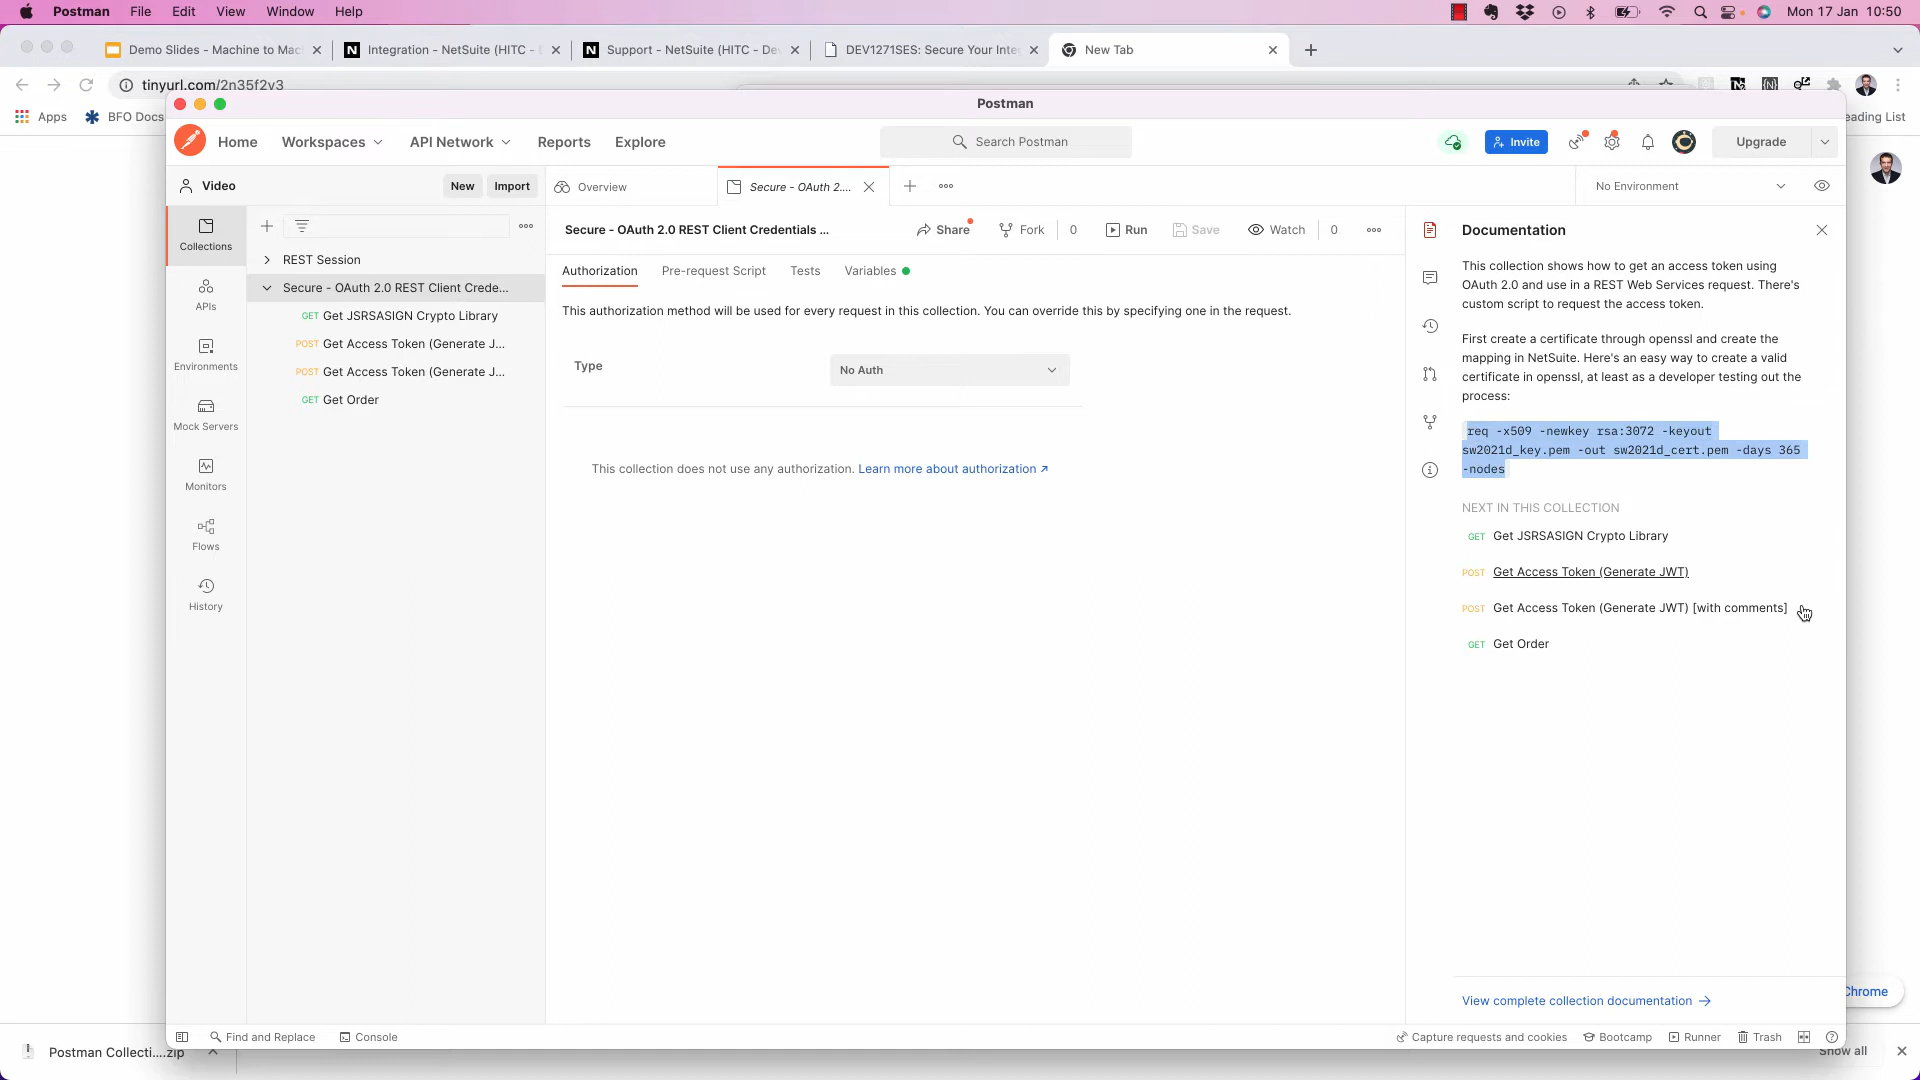 Postman File Edit View Window Help Mon 17 Jan 10:50
Demo Slides - Machine to Mac
Integration - NetSuite (HITC -
Support - NetSuite (HITC - De
DEV1271SES: Secure Your Inte
New Tab
tinyurl.com/2n35f2y3
Apps
BFO Docs
eading List
Postman
Home Workspaces API Network Reports Explore
Search Postman
Invite
Upgrade
Video
New
Import
Overview
Secure - OAuth 2....
No Environment
Collections
APIs
Environments
Mock Servers
Monitors
Flows
History
REST Session
Secure - OAuth 2.0 REST Client Crede...
GET Get JSRSASIGN Crypto Library
POST Get Access Token (Generate J...
POST Get Access Token (Generate J...
GET Get Order
Secure - OAuth 2.0 REST Client Credentials ...
Share Fork 0 Run Save Watch 0
Authorization Pre-request Script Tests Variables
This authorization method will be used for every request in this collection. You can override this by specifying one in the request.
Type
No Auth
This collection does not use any authorization. Learn more about authorization ↗
Documentation
This collection shows how to get an access token using
OAuth 2.0 and use in a REST Web Services request. There's
custom script to request the access token.
First create a certificate through openssl and create the
mapping in NetSuite. Here's an easy way to create a valid
certificate in openssl, at least as a developer testing out the
process:
req -x509 -newkey rsa:3072 -keyout
sw2021d_key.pem -out sw2021d_cert.pem -days 365
-nodes
NEXT IN THIS COLLECTION
GET Get JSRSASIGN Crypto Library
POST Get Access Token (Generate JWT)
POST Get Access Token (Generate JWT) [with comments]
GET Get Order
View complete collection documentation →
Chrome
Find and Replace
Console
Capture requests and cookies
Bootcamp
Runner
Trash
Postman Collecti....zip
Show all